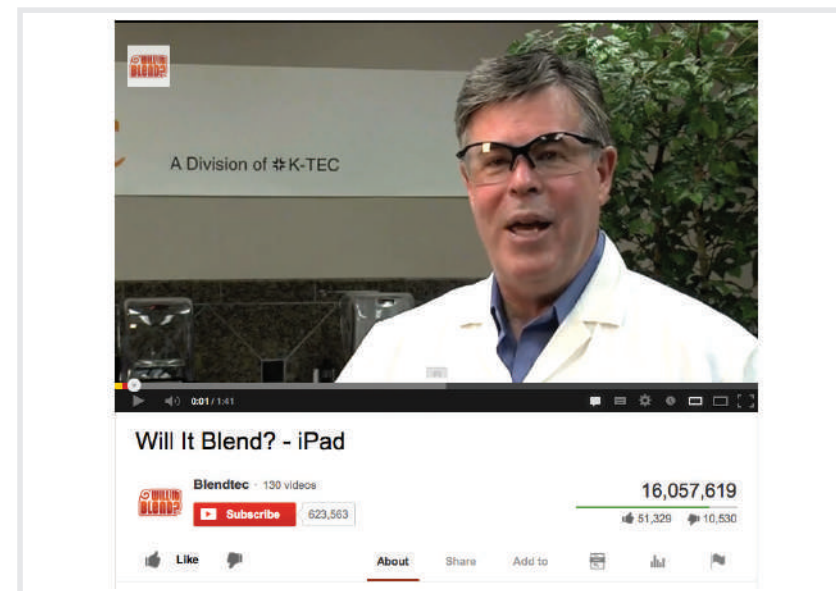 WILL IT
BLEND?
A Division of K-TEC
0:01 / 1:41
Will It Blend? - iPad
WILL IT
BLEND?
Blendtec · 130 videos
Subscribe 623,563
16,057,619
51,329 10,530
Like
About Share Add to